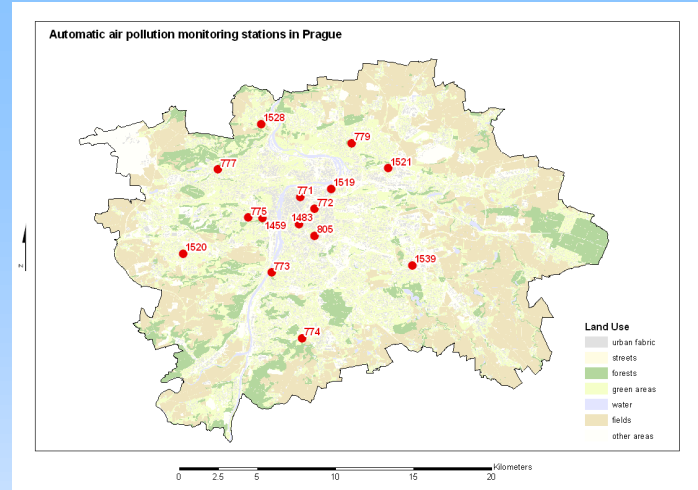 Automatic air pollution monitoring stations in Prague
1528
779
777
1521
1519
771
772
775
1459
1483
805
1520
1539
773
774
Land Use
urban fabric
streets
forests
green areas
water
fields
other areas
N
Kilometers
0 2.5 5 10 15 20